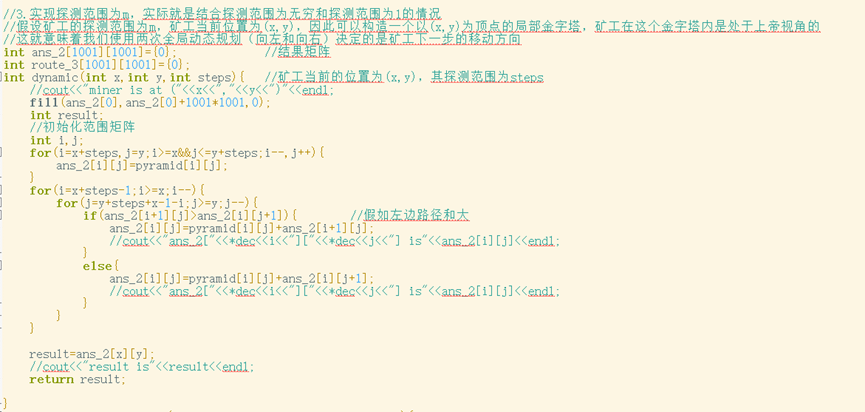 //3.实现探测范围为m，实际就是结合探测范围为无穷和探测范围为1的情况
//假设矿工的探测范围为m，矿工当前位置为(x,y)，因此可以构造一个以(x,y)为顶点的局部金字塔，矿工在这个金字塔内是处于上帝视角的
//这就意味着我们使用两次全局动态规划（向左和向右）决定的是矿工下一步的移动方向
int ans_2[1001][1001]={0}; //结果矩阵
int route_3[1001][1001]={0};
int dynamic(int x,int y,int steps){ //矿工当前的位置为(x,y)，其探测范围为steps
//cout<<"miner is at ("<<x<<","<<y<<")"<<endl;
fill(ans_2[0],ans_2[0]+1001*1001,0);
int result;
//初始化范围矩阵
int i,j;
for(i=x+steps,j=y;i>=x&&j<=y+steps;i--,j++){
ans_2[i][j]=pyramid[i][j];
}
for(i=x+steps-1;i>=x;i--){
for(j=y+steps+x-1-i;j>=y;j--){
if(ans_2[i+1][j]>ans_2[i][j+1]){ //假如左边路径和大
ans_2[i][j]=pyramid[i][j]+ans_2[i+1][j];
//cout<<"ans_2["<<*dec<<i<<"]["<<*dec<<j<<"] is"<<ans_2[i][j]<<endl;
}
else{
ans_2[i][j]=pyramid[i][j]+ans_2[i][j+1];
//cout<<"ans_2["<<*dec<<i<<"]["<<*dec<<j<<"] is"<<ans_2[i][j]<<endl;
}
}
}
result=ans_2[x][y];
//cout<<"result is"<<result<<endl;
return result;
}